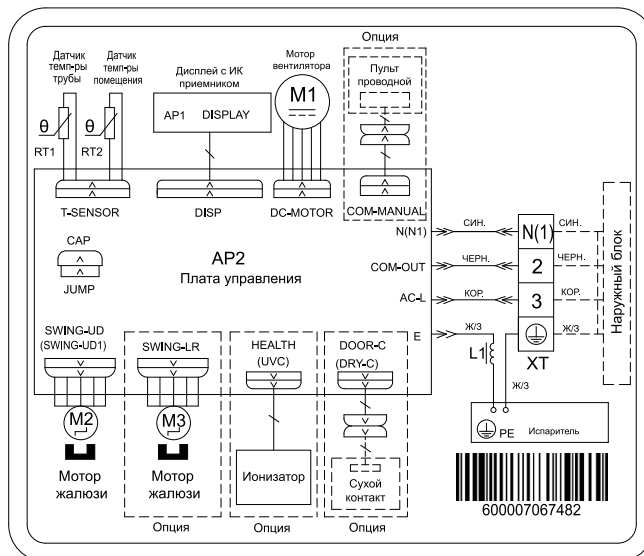 Опция
Датчик
темп-ры
трубы
Датчик
темп-ры
помещения
Дисплей с ИК
приемником
Мотор
вентилятора
Пульт
проводной
θ
RT1
θ
RT2
AP1 DISPLAY
M1
T-SENSOR
DISP
DC-MOTOR
COM-MANUAL
CAP
JUMP
AP2
Плата управления
N(N1)
СИН.
N(1)
СИН.
COM-OUT
ЧЕРН.
2
ЧЕРН.
AC-L
КОР.
3
КОР.
E
Ж/З
Ж/З
XT
Наружный блок
L1
Ж/З
PE Испаритель
SWING-UD
(SWING-UD1)
SWING-LR
HEALTH
(UVC)
DOOR-C
(DRY-C)
M2
M3
Мотор
жалюзи
Мотор
жалюзи
Ионизатор
Сухой
контакт
Опция
Опция
Опция
600007067482